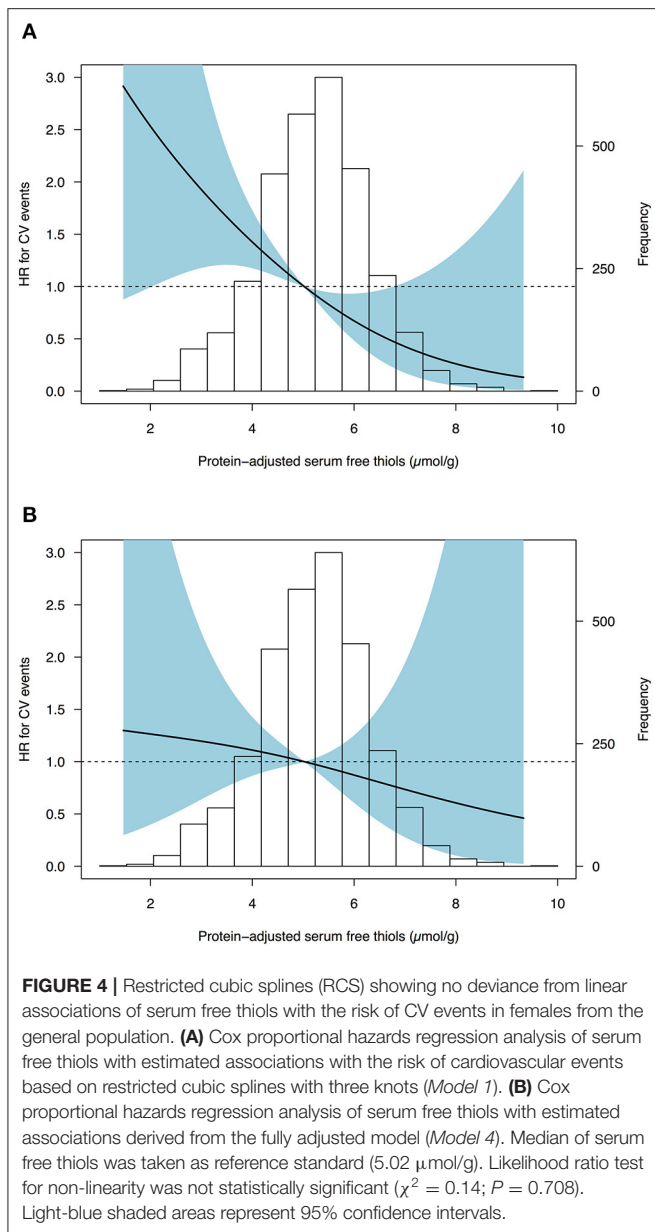 A
3.0
2.5
2.0
1.5
1.0
0.5
0.0
HR for CV events
500
250
0
Frequency
2 4 6 8 10
Protein−adjusted serum free thiols (µmol/g)
B
3.0
2.5
2.0
1.5
1.0
0.5
0.0
HR for CV events
500
250
0
Frequency
2 4 6 8 10
Protein−adjusted serum free thiols (µmol/g)
FIGURE 4 | Restricted cubic splines (RCS) showing no deviance from linear
associations of serum free thiols with the risk of CV events in females from the
general population. (A) Cox proportional hazards regression analysis of serum
free thiols with estimated associations with the risk of cardiovascular events
based on restricted cubic splines with three knots (Model 1). (B) Cox
proportional hazards regression analysis of serum free thiols with estimated
associations derived from the fully adjusted model (Model 4). Median of serum
free thiols was taken as reference standard (5.02 µmol/g). Likelihood ratio test
for non-linearity was not statistically significant (χ² = 0.14; P = 0.708).
Light-blue shaded areas represent 95% confidence intervals.